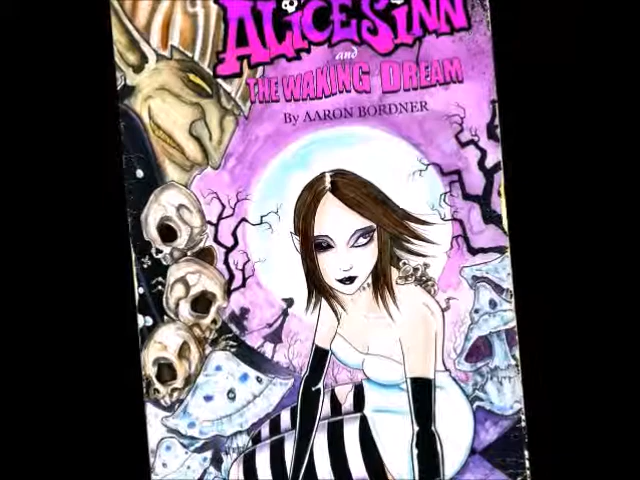 ALICE SINN
and
THE WAKING DREAM
By AARON BORDNER